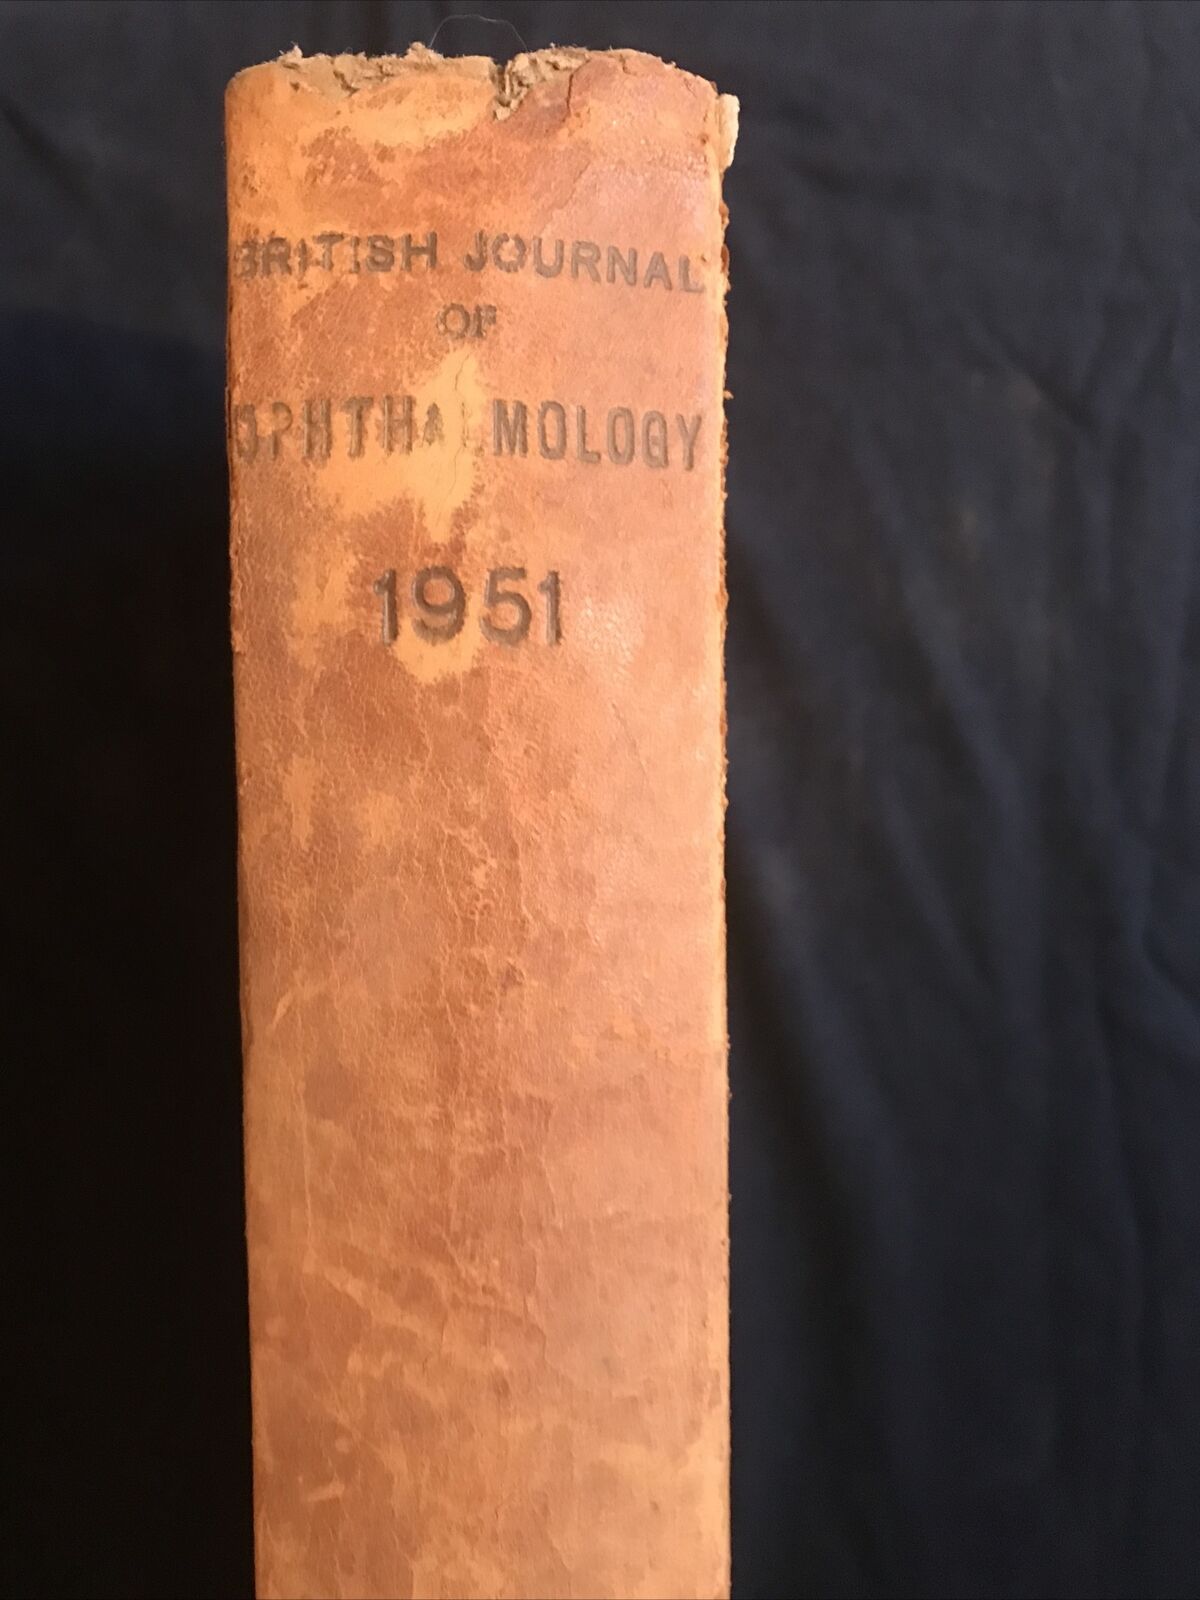 BRITISH JOURNAL
OF
OPHTHALMOLOGY
1951